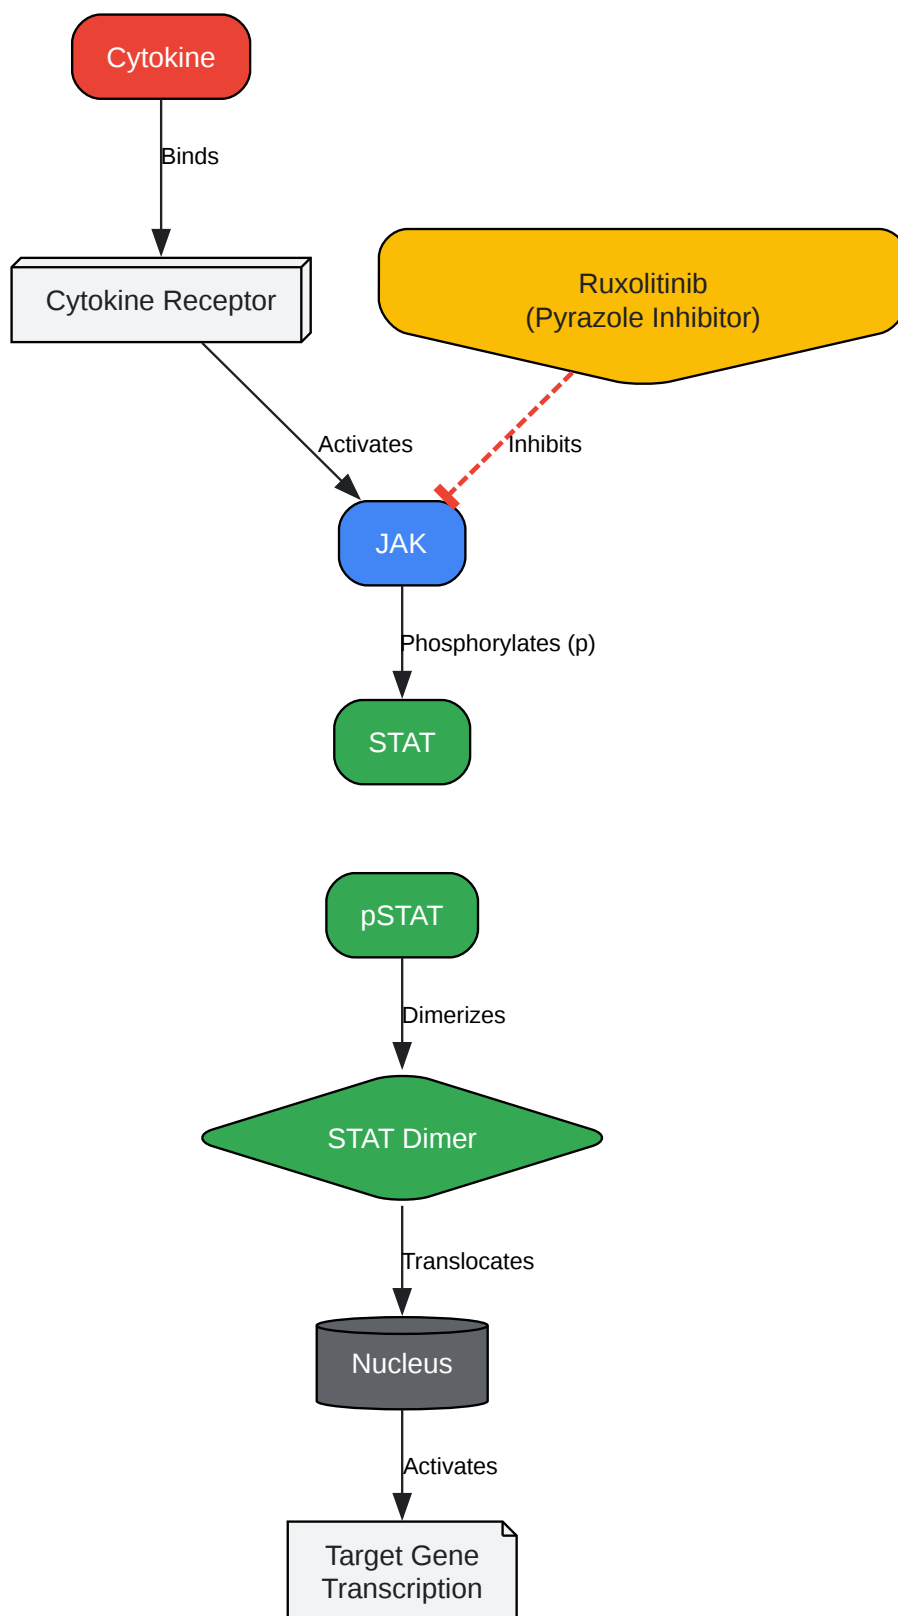 Cytokine
Binds
Cytokine Receptor
Ruxolitinib
(Pyrazole Inhibitor)
Activates
Inhibits
JAK
Phosphorylates (p)
STAT
pSTAT
Dimerizes
STAT Dimer
Translocates
Nucleus
Activates
Target Gene
Transcription